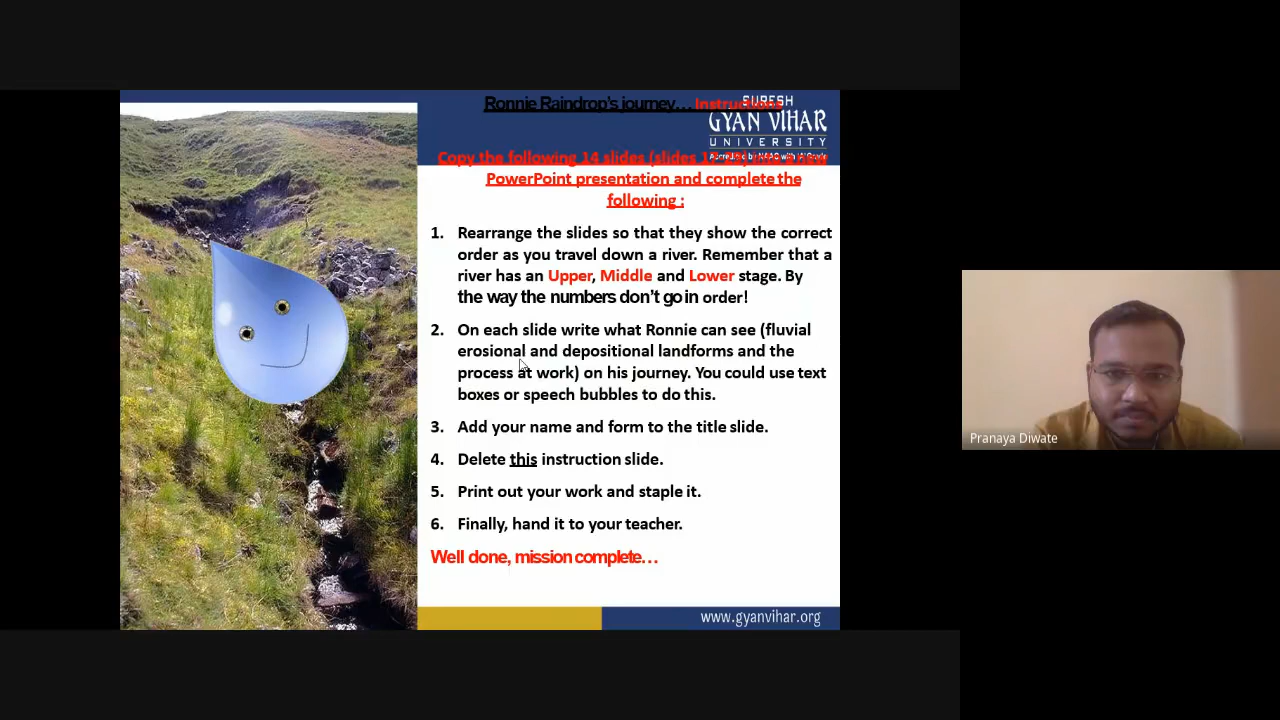 Ronnie Raindrop's journey… Instructions
SURESH
GYAN VIHAR
UNIVERSITY
Accredited by NAAC with 'A' Grade
Copy the following 14 slides (slides
PowerPoint presentation and complete the
following :
1. Rearrange the slides so that they show the correct
order as you travel down a river. Remember that a
river has an Upper, Middle and Lower stage. By
the way the numbers don't go in order!
2. On each slide write what Ronnie can see (fluvial
erosional and depositional landforms and the
process at work) on his journey. You could use text
boxes or speech bubbles to do this.
3. Add your name and form to the title slide.
4. Delete this instruction slide.
5. Print out your work and staple it.
6. Finally, hand it to your teacher.
Well done, mission complete…
www.gyanvihar.org
Pranaya Diwate